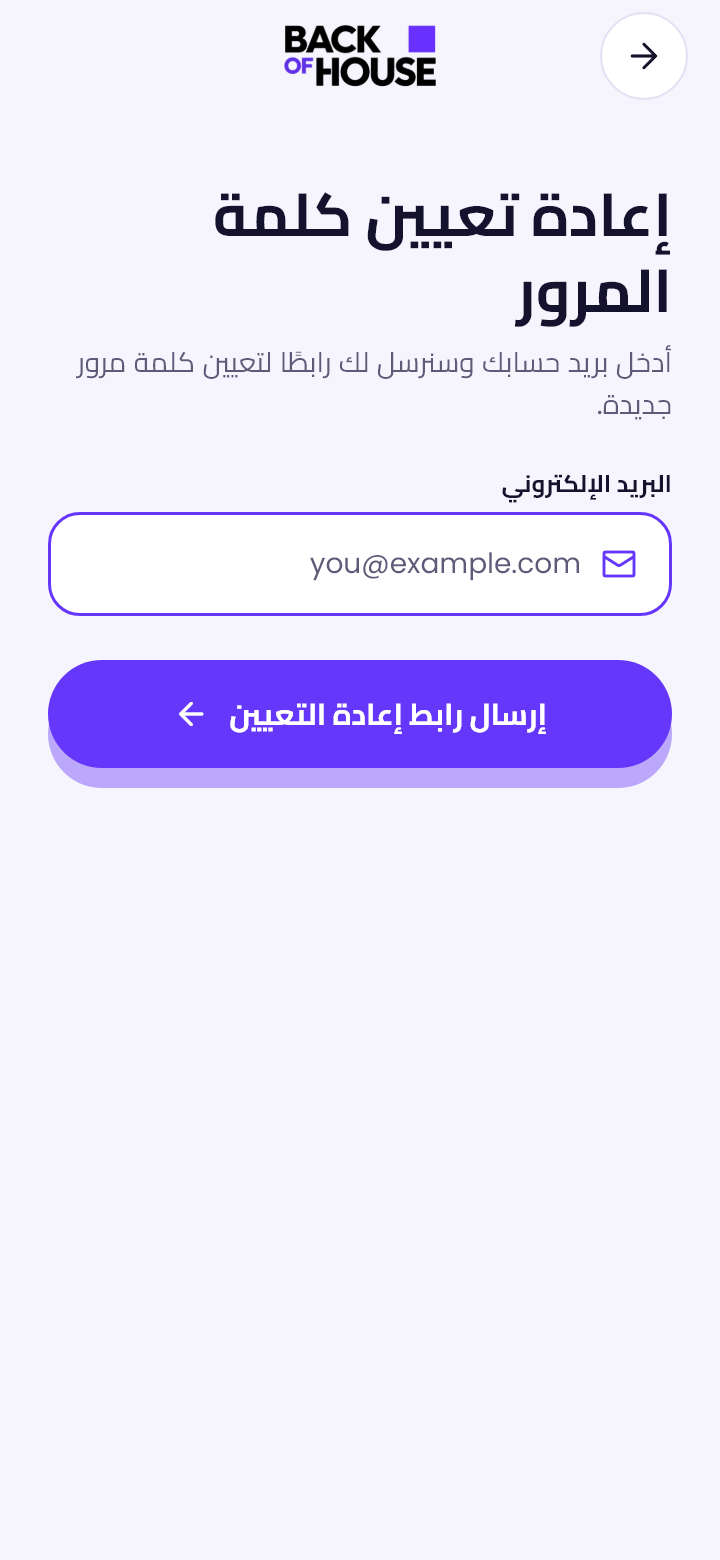 BACK
OF HOUSE
إعادة تعيين كلمة
المرور
أدخل بريد حسابك وسنرسل لك رابطًا لتعيين كلمة مرور
جديدة.
البريد الإلكتروني
you@example.com
إرسال رابط إعادة التعيين